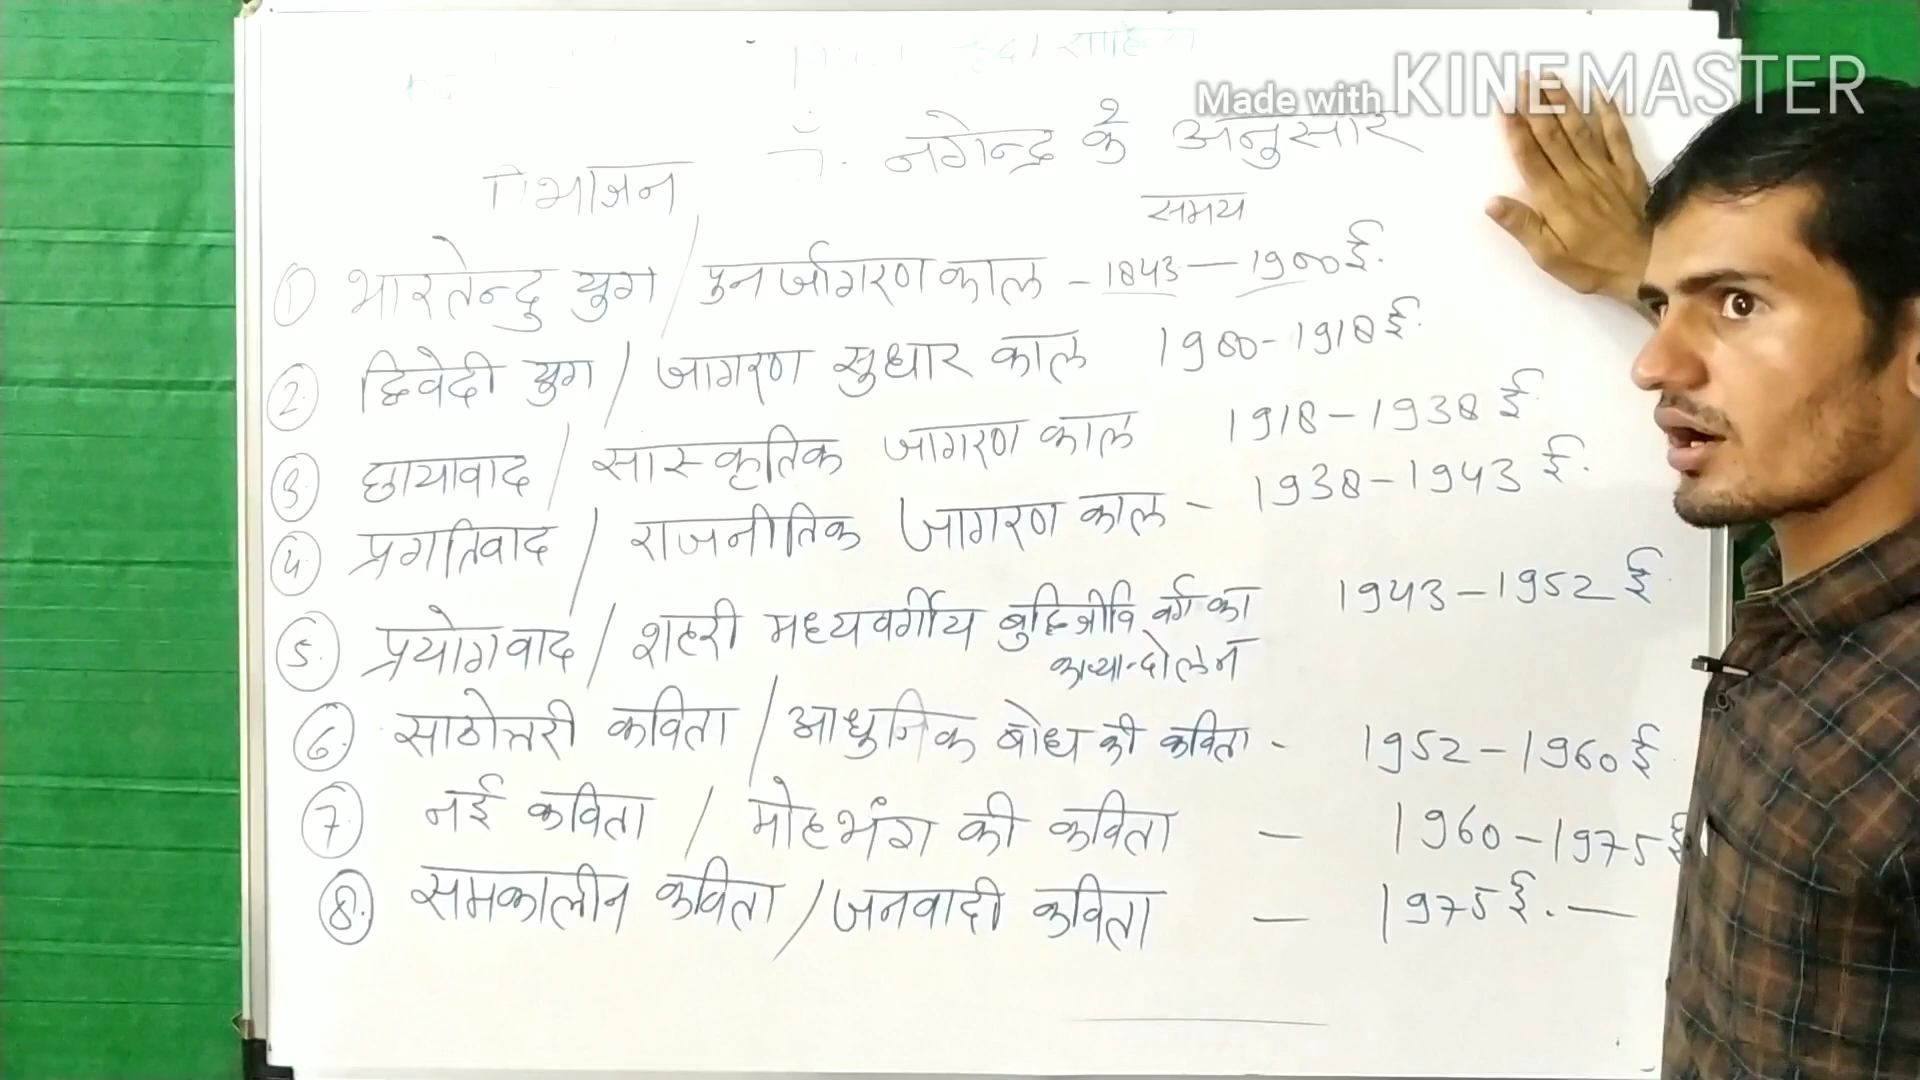 Made with KINEMASTER
नगेन्द्र के अनुसार
विभाजन
समय
① भारतेन्दु युग / पुनर्जागरण काल - 1843 — 1900 ई.
② द्विवेदी युग / जागरण सुधार काल 1900-1918 ई.
③ छायावाद / सास्कृतिक जागरण काल 1918-1938 ई.
④ प्रगतिवाद / राजनीतिक जागरण काल - 1938-1943 ई.
⑤ प्रयोगवाद / शहरी मध्यवर्गीय बुद्धिजीवि वर्ग का 1943-1952 ई
काव्यान्दोलन
⑥ साठोत्तरी कविता / आधुनिक बोध की कविता - 1952-1960 ई
⑦ नई कविता / मोहभंग की कविता — 1960-1975 ई
⑧ समकालीन कविता / जनवादी कविता — 1975 ई. —